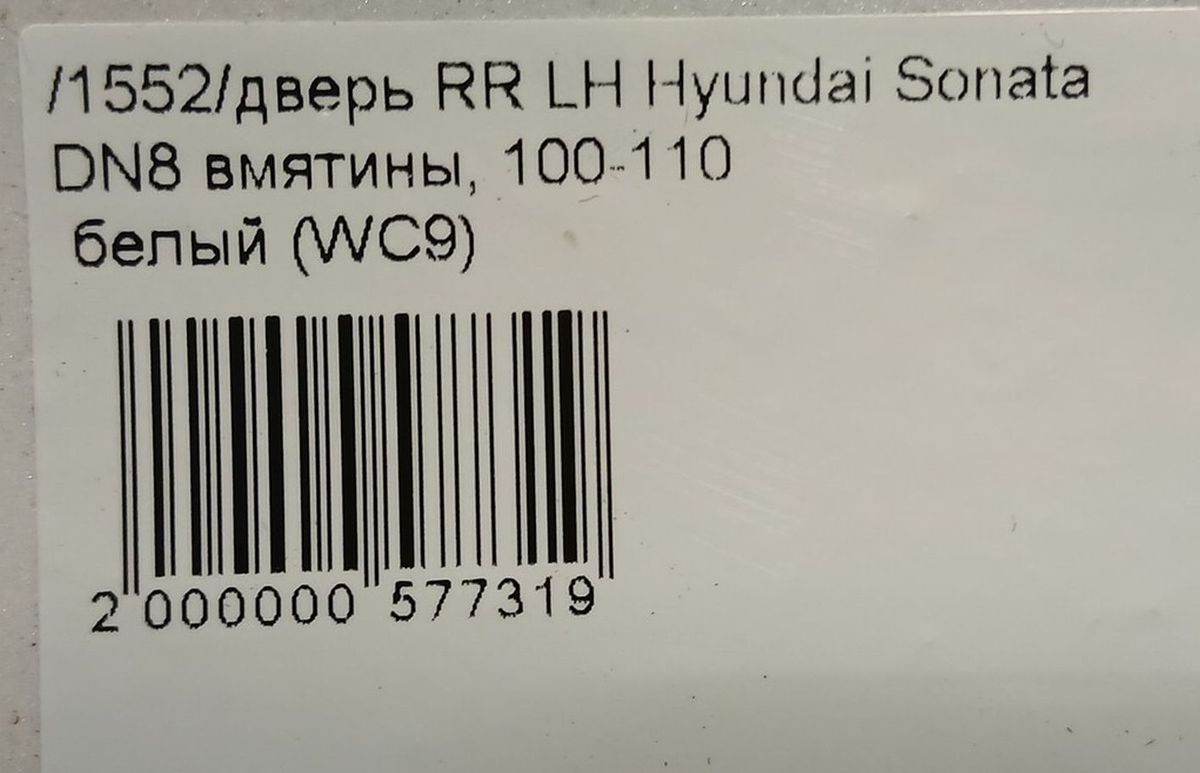 /1552/дверь RR LH Hyundai Sonata
DN8 вмятины, 100-110
белый (WC9)
2 000000 577319